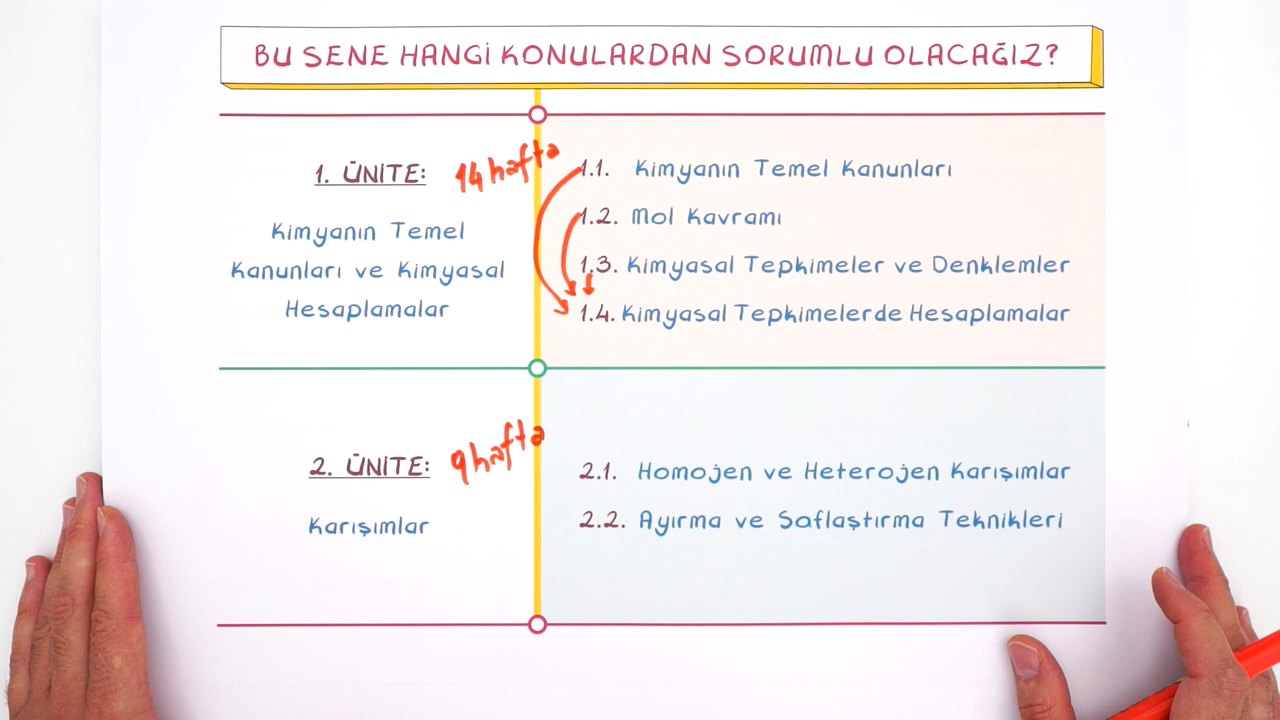 BU SENE HANGİ KONULARDAN SORUMLU OLACAĞIZ?
1. ÜNİTE: 14 hafta
Kimyanın Temel
Kanunları ve Kimyasal
Hesaplamalar
1.1. Kimyanın Temel Kanunları
1.2. Mol Kavramı
1.3. Kimyasal Tepkimeler ve Denklemler
1.4. Kimyasal Tepkimelerde Hesaplamalar
2. ÜNİTE: 9 hafta
Karışımlar
2.1. Homojen ve Heterojen Karışımlar
2.2. Ayırma ve Saflaştırma Teknikleri